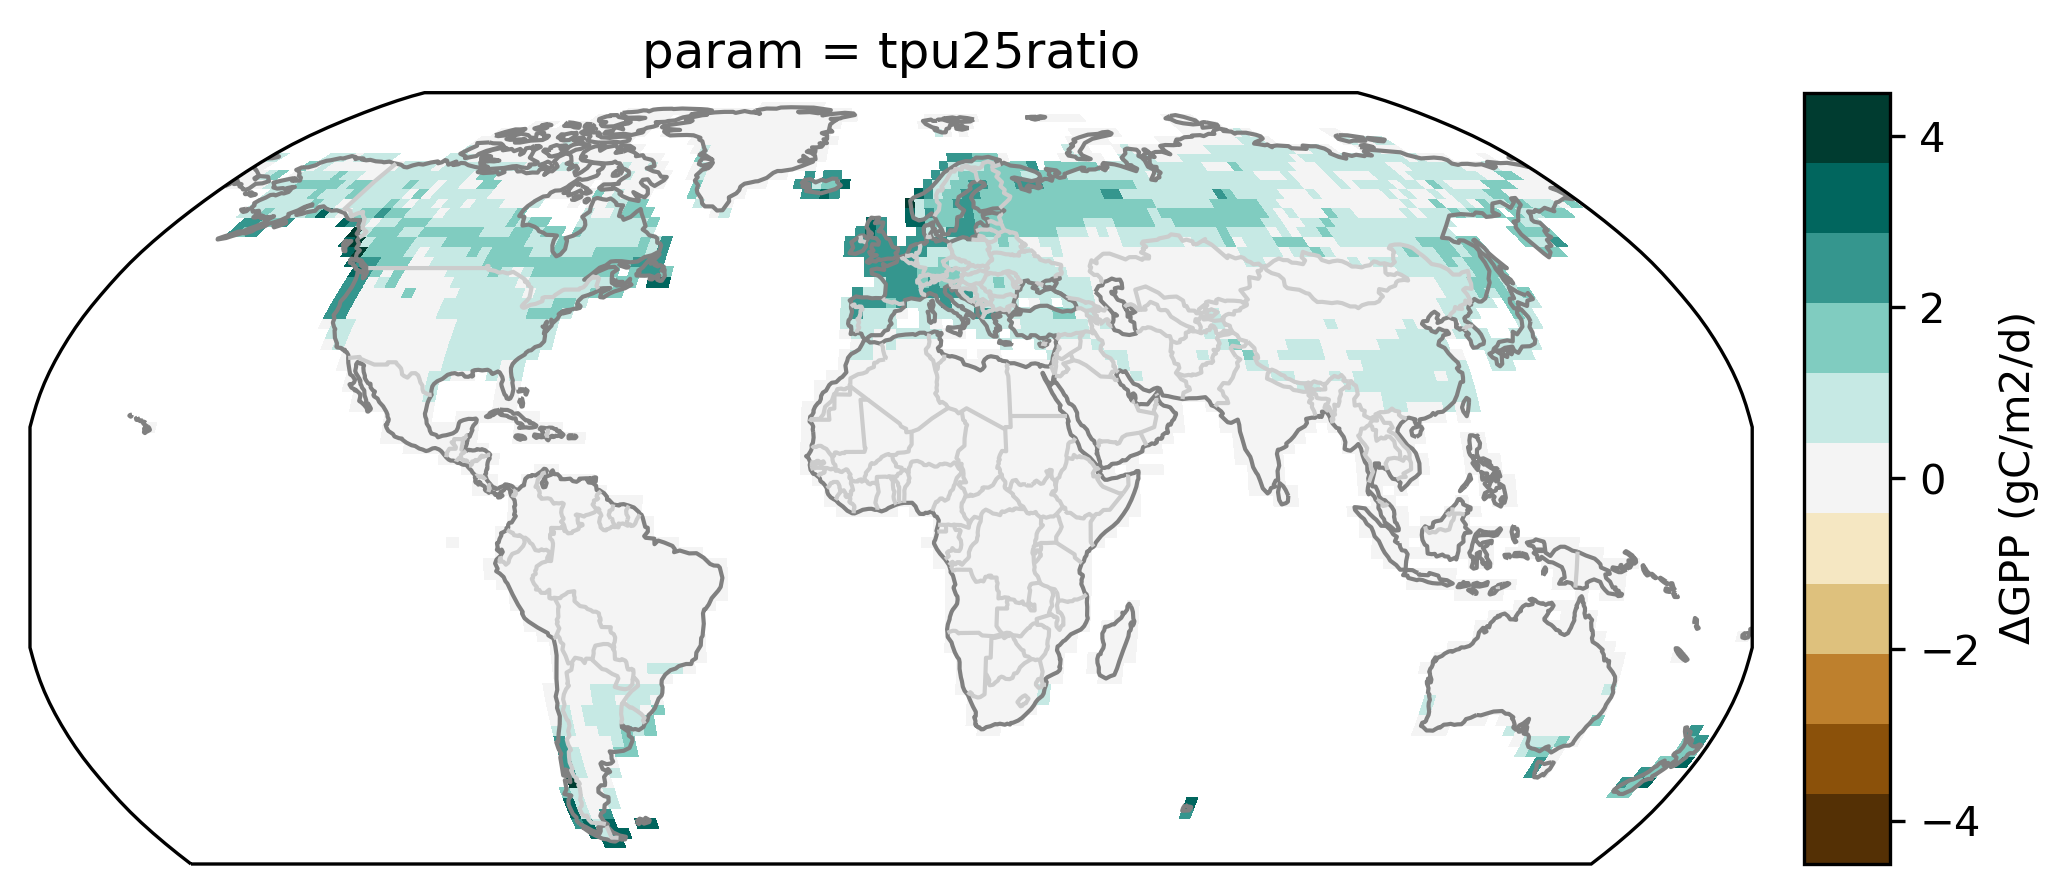 param = tpu25ratio
4
2
0
−2
−4
ΔGPP (gC/m2/d)